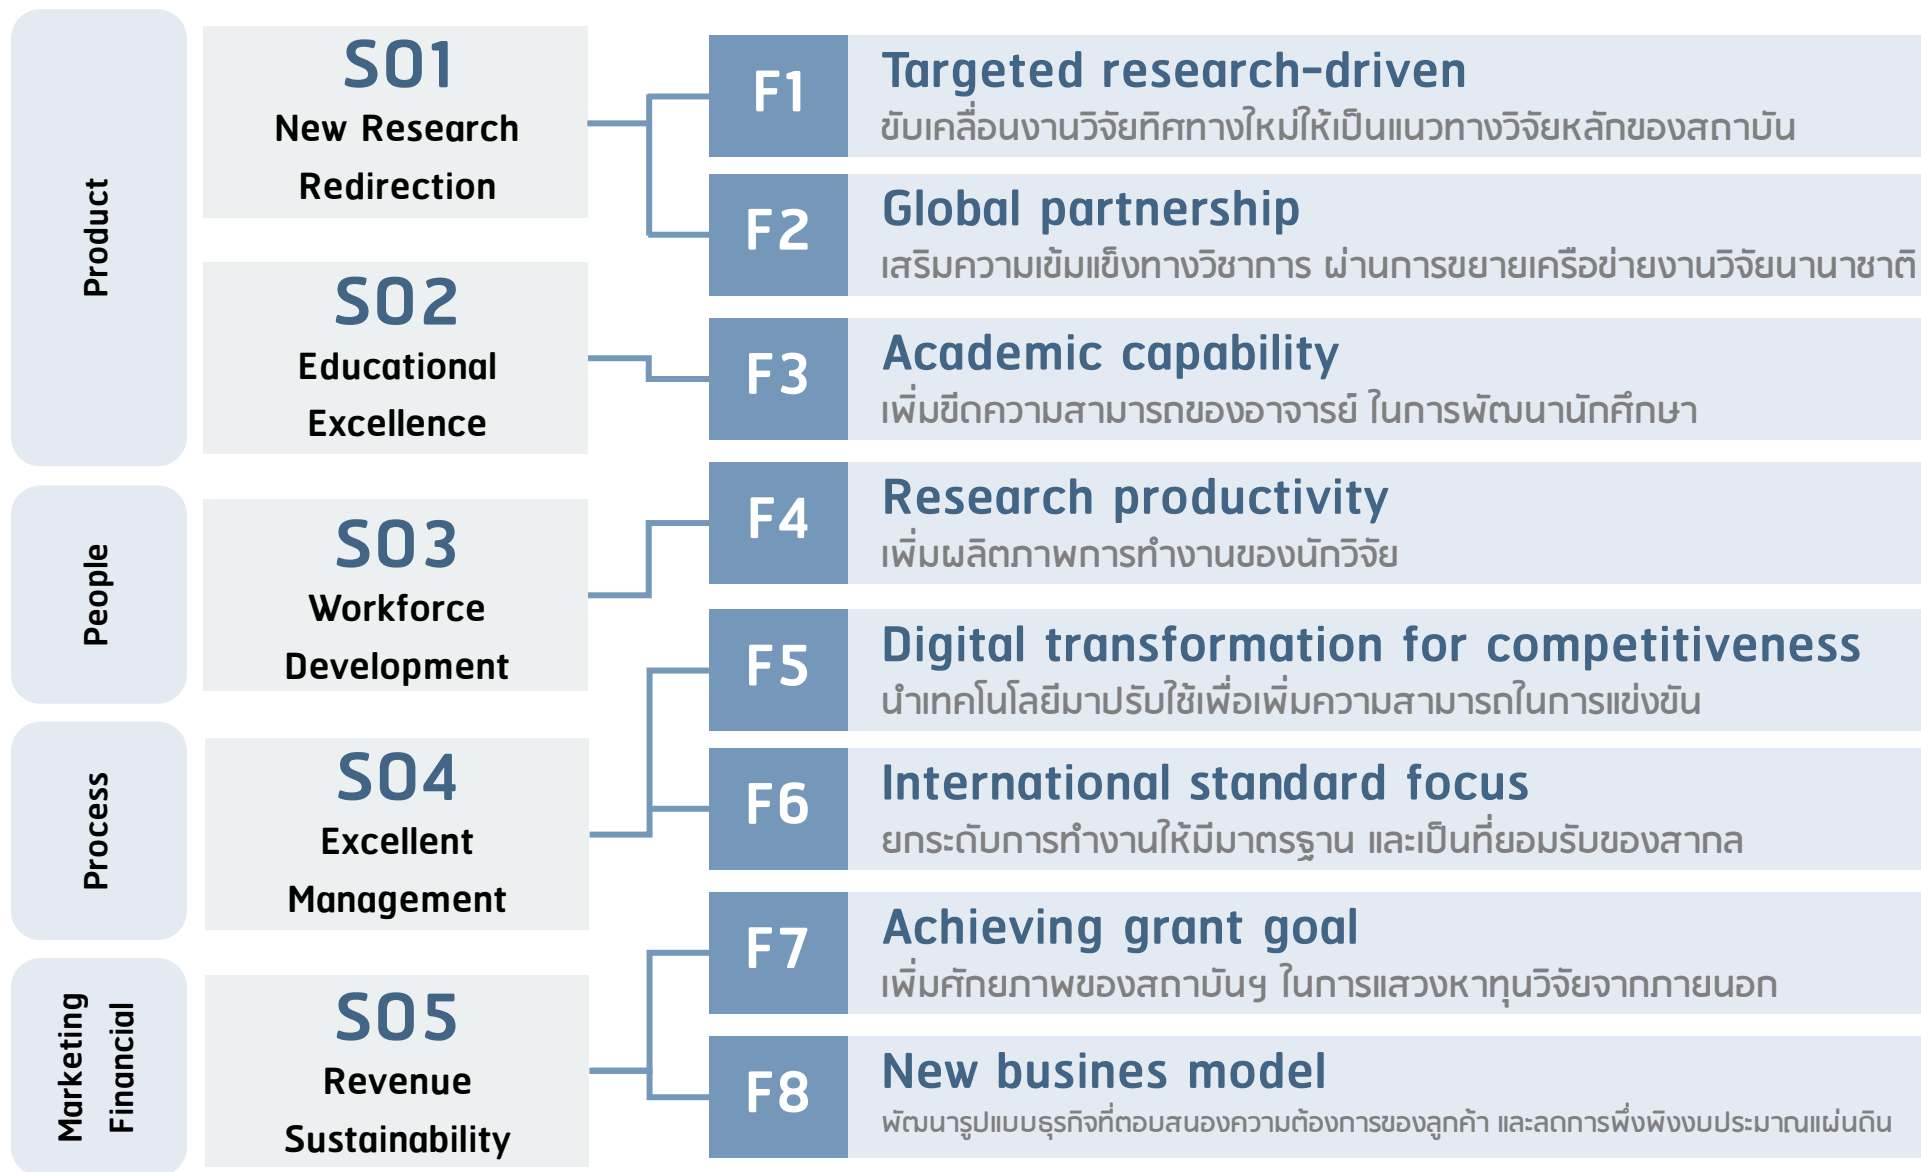 Product
SO1
New Research
Redirection
F1
Targeted research-driven
ขับเคลื่อนงานวิจัยทิศทางใหม่ให้เป็นแนวทางวิจัยหลักของสถาบัน
F2
Global partnership
เสริมความเข้มแข็งทางวิชาการ ผ่านการขยายเครือข่ายงานวิจัยนานาชาติ
SO2
Educational
Excellence
F3
Academic capability
เพิ่มขีดความสามารถของอาจารย์ ในการพัฒนานักศึกษา
People
SO3
Workforce
Development
F4
Research productivity
เพิ่มผลิตภาพการทำงานของนักวิจัย
Process
SO4
Excellent
Management
F5
Digital transformation for competitiveness
นำเทคโนโลยีมาปรับใช้เพื่อเพิ่มความสามารถในการแข่งขัน
F6
International standard focus
ยกระดับการทำงานให้มีมาตรฐาน และเป็นที่ยอมรับของสากล
Marketing
Financial
SO5
Revenue
Sustainability
F7
Achieving grant goal
เพิ่มศักยภาพของสถาบันฯ ในการแสวงหาทุนวิจัยจากภายนอก
F8
New busines model
พัฒนารูปแบบธุรกิจที่ตอบสนองความต้องการของลูกค้า และลดการพึ่งพิงงบประมาณแผ่นดิน